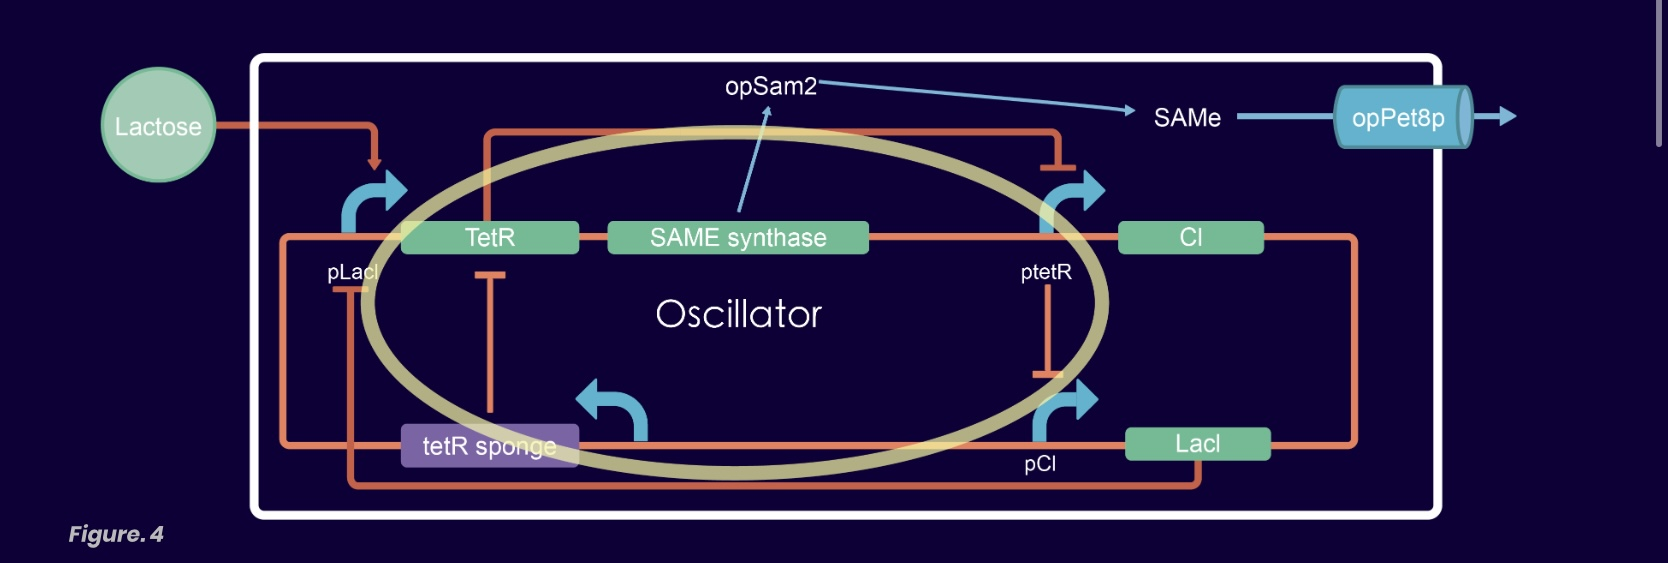 opSam2
Lactose
SAMe
opPet8p
TetR
SAME synthase
CI
pLacI
ptetR
Oscillator
tetR sponge
LacI
pCI
Figure. 4